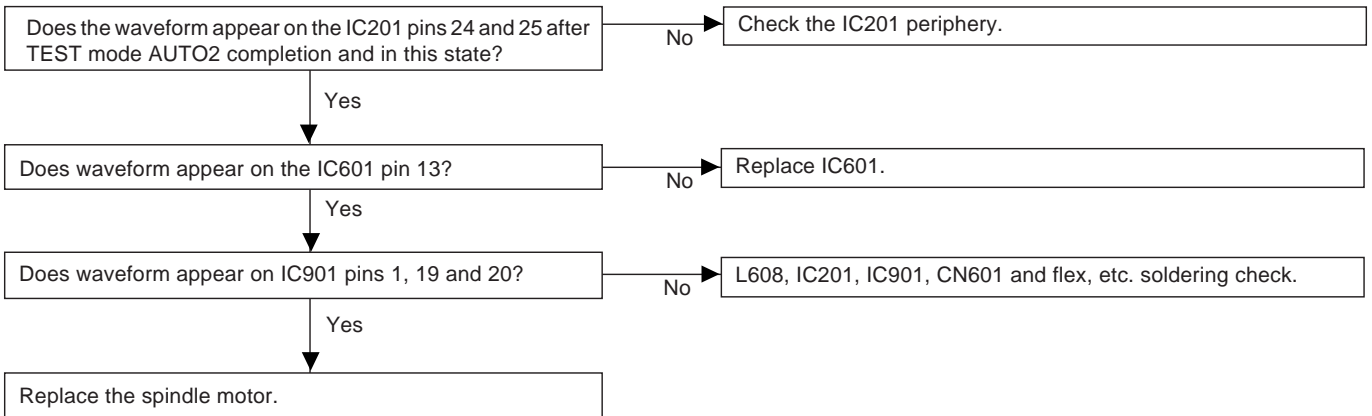 Does the waveform appear on the IC201 pins 24 and 25 after
TEST mode AUTO2 completion and in this state?
No
Check the IC201 periphery.
Yes
Does waveform appear on the IC601 pin 13?
No
Replace IC601.
Yes
Does waveform appear on IC901 pins 1, 19 and 20?
No
L608, IC201, IC901, CN601 and flex, etc. soldering check.
Yes
Replace the spindle motor.